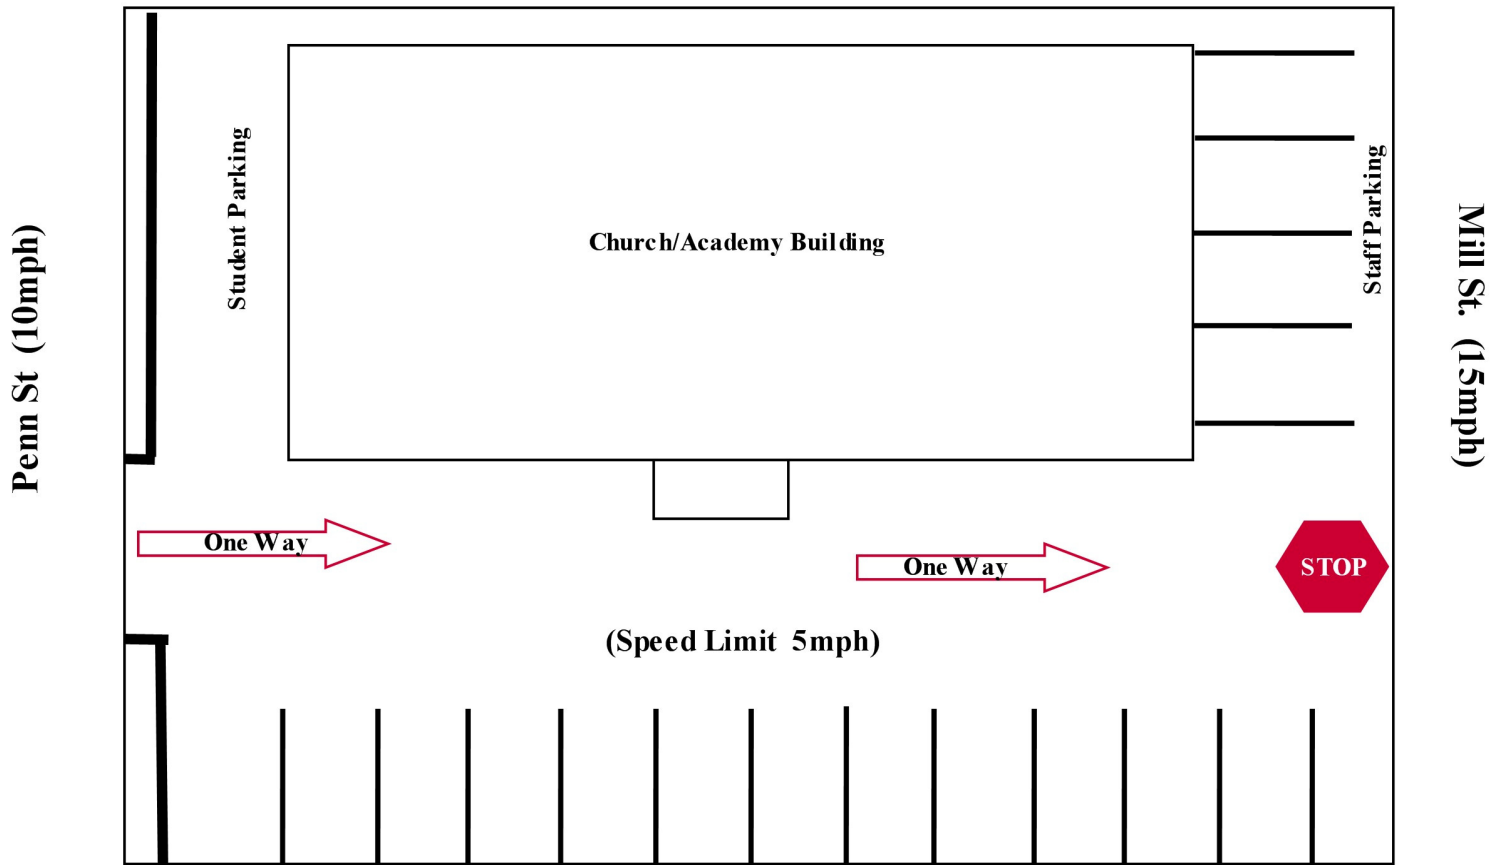 Penn St (10mph)
Student Parking
Church/Academy Building
Staff Parking
Mill St. (15mph)
One Way
One Way
STOP
(Speed Limit 5mph)